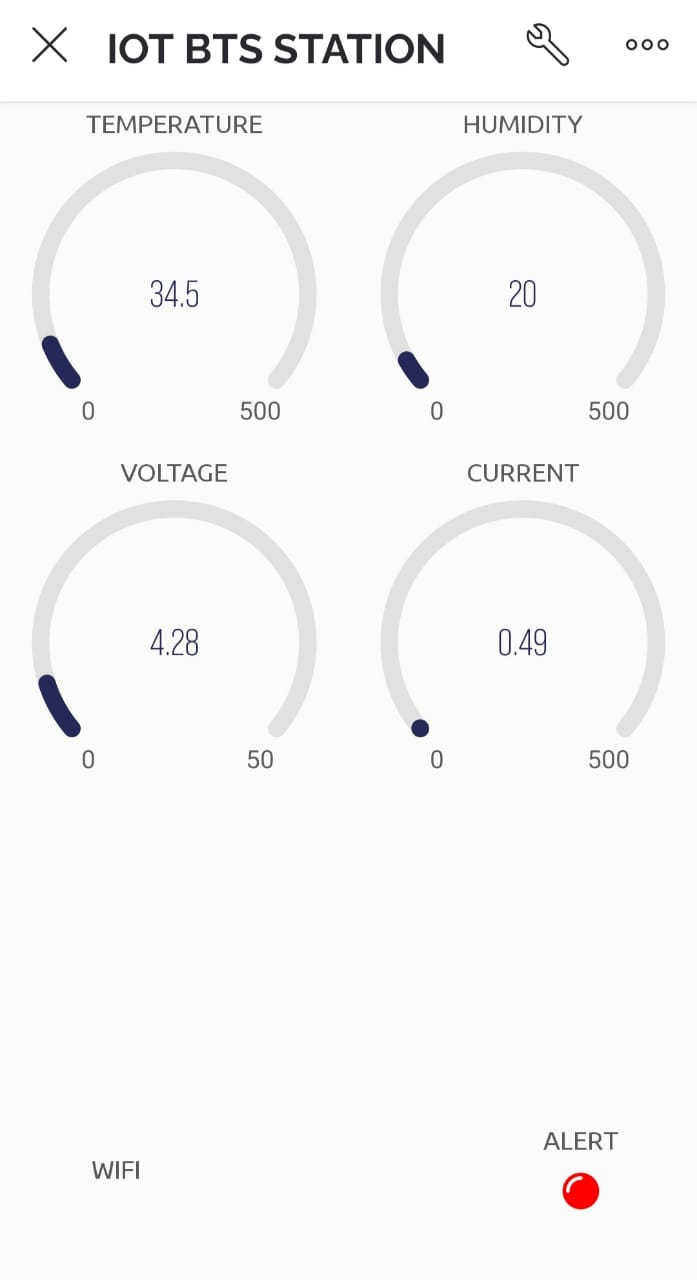 IOT BTS STATION
TEMPERATURE
HUMIDITY
34.5
20
0
500
0
500
VOLTAGE
CURRENT
4.28
0.49
0
50
0
500
ALERT
WIFI